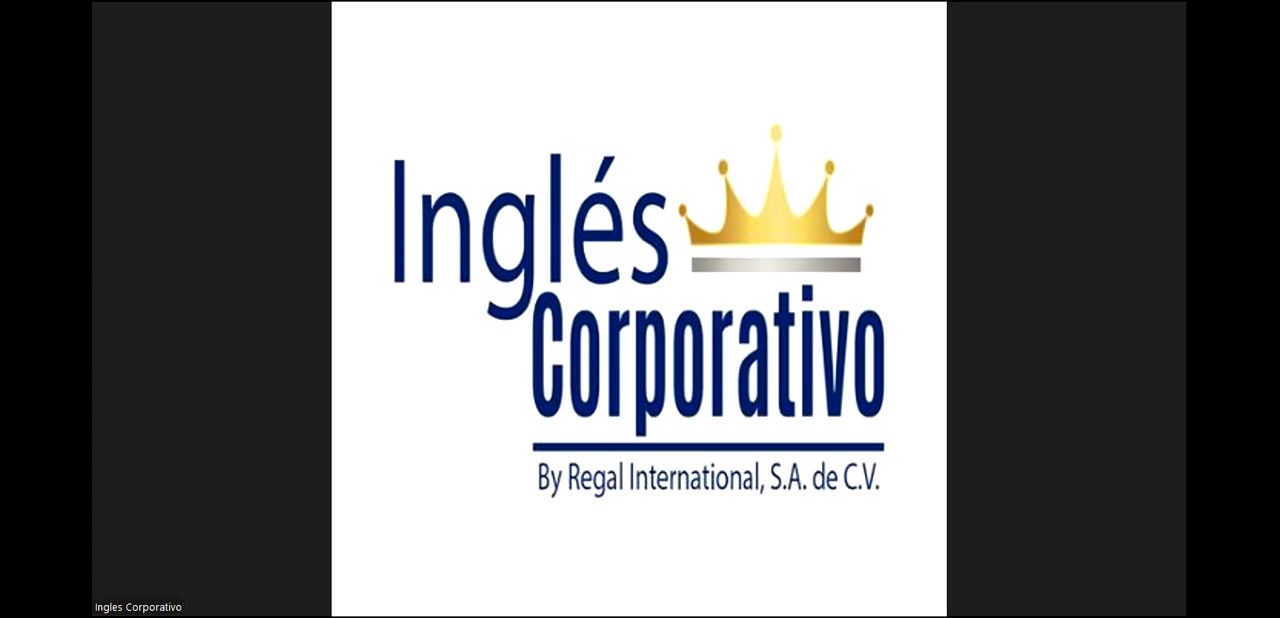 Inglés
Corporativo
By Regal International, S.A. de C.V.
Ingles Corporativo